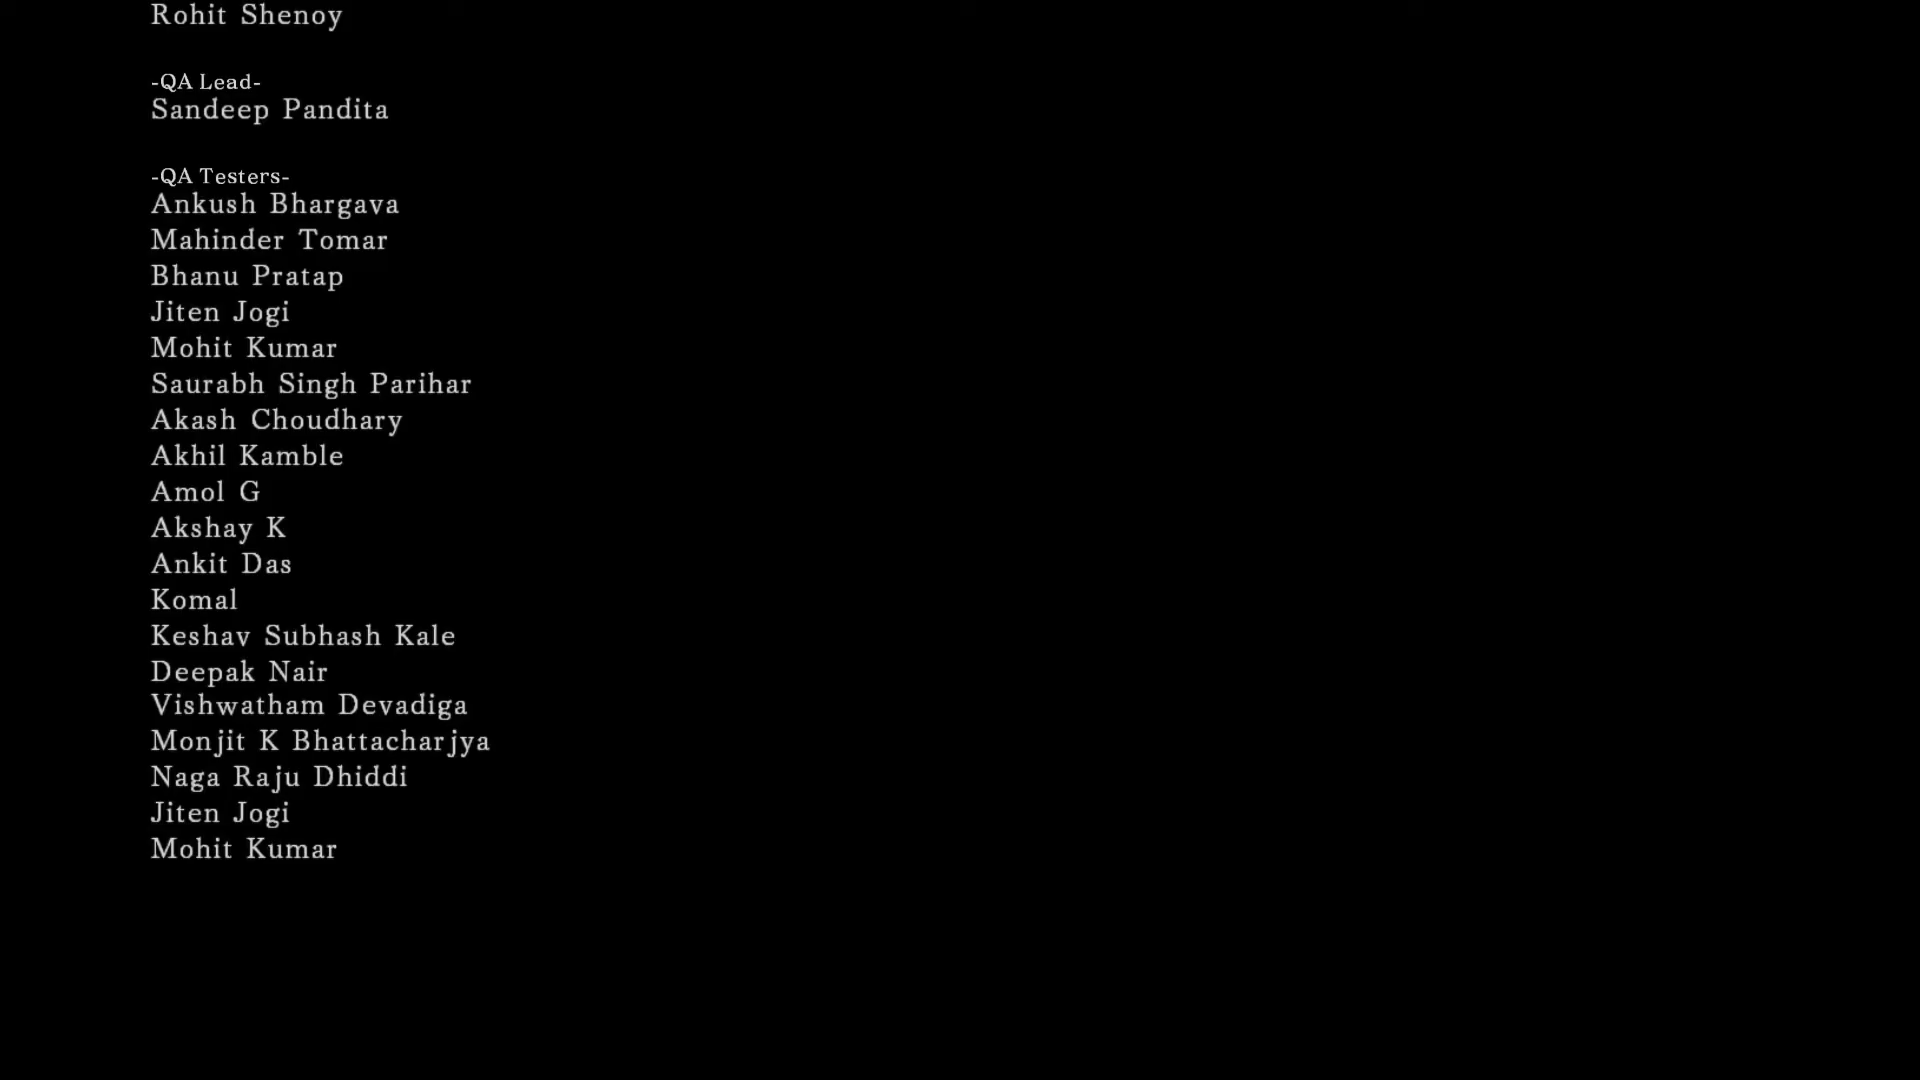 Rohit Shenoy
-QA Lead-
Sandeep Pandita
-QA Testers-
Ankush Bhargava
Mahinder Tomar
Bhanu Pratap
Jiten Jogi
Mohit Kumar
Saurabh Singh Parihar
Akash Choudhary
Akhil Kamble
Amol G
Akshay K
Ankit Das
Komal
Keshav Subhash Kale
Deepak Nair
Vishwatham Devadiga
Monjit K Bhattacharjya
Naga Raju Dhiddi
Jiten Jogi
Mohit Kumar